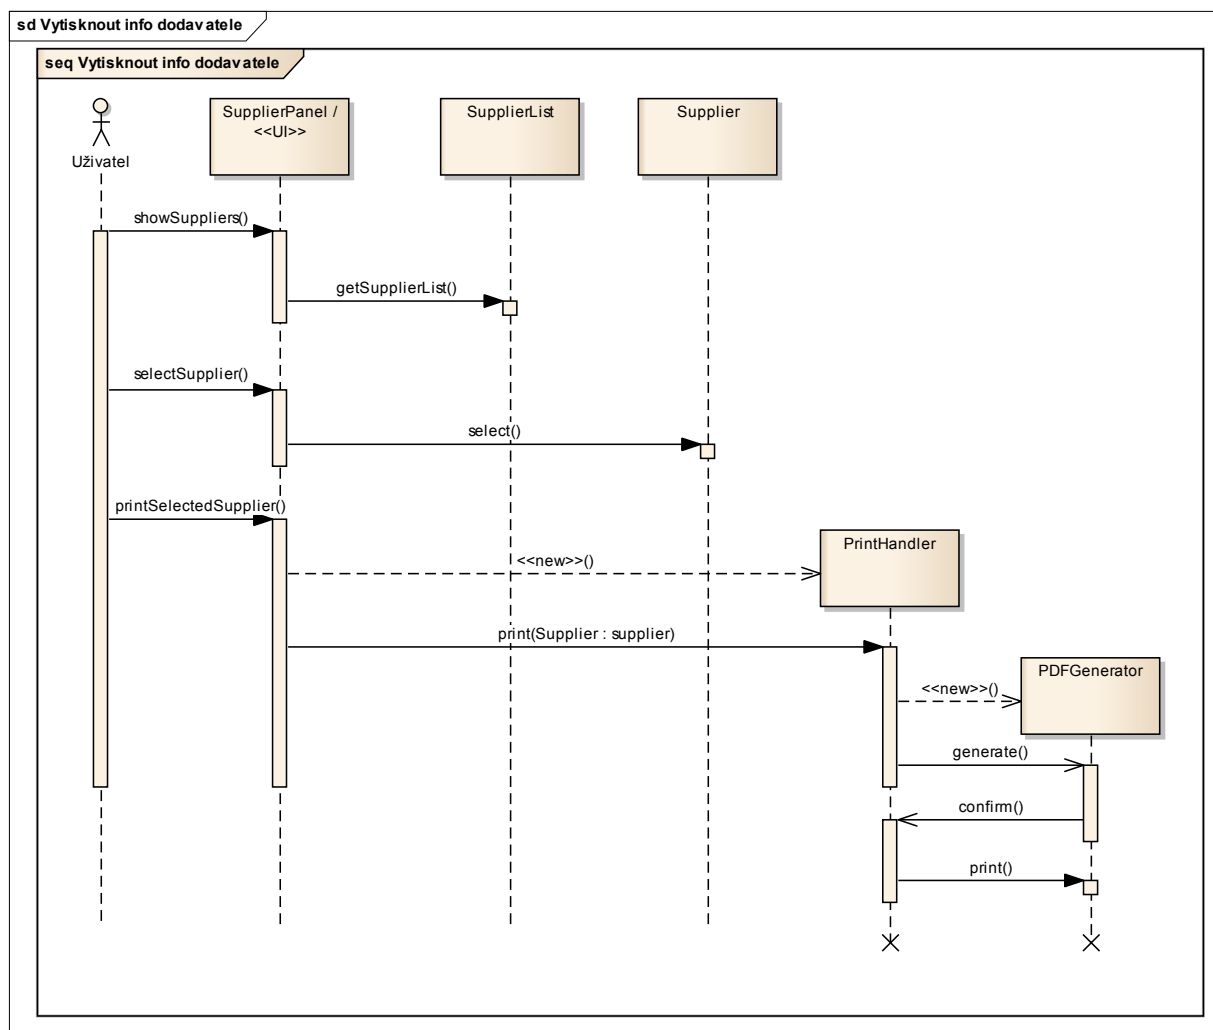 sd Vytisknout info dodavatele
seq Vytisknout info dodavatele
Uživatel
SupplierPanel /
<<UI>>
SupplierList
Supplier
showSuppliers()
getSupplierList()
selectSupplier()
select()
printSelectedSupplier()
PrintHandler
<<new>>()
print(Supplier : supplier)
PDFGenerator
<<new>>()
generate()
confirm()
print()